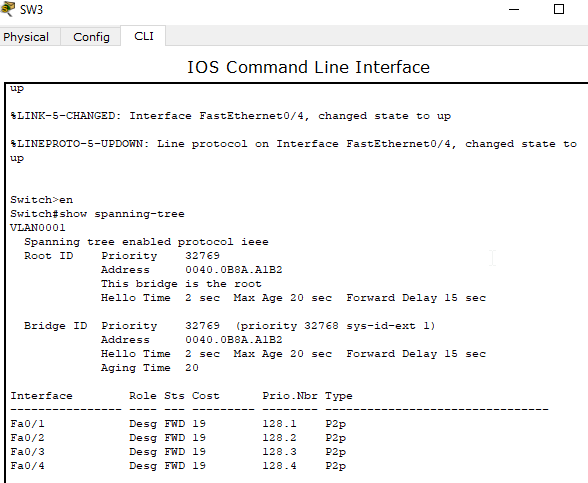 SW3
Physical Config CLI
IOS Command Line Interface
up
%LINK-5-CHANGED: Interface FastEthernet0/4, changed state to up
%LINEPROTO-5-UPDOWN: Line protocol on Interface FastEthernet0/4, changed state to
up
Switch>en
Switch#show spanning-tree
VLAN0001
  Spanning tree enabled protocol ieee
  Root ID    Priority    32769
             Address     0040.0B8A.A1B2
             This bridge is the root
             Hello Time  2 sec  Max Age 20 sec  Forward Delay 15 sec
  Bridge ID  Priority    32769  (priority 32768 sys-id-ext 1)
             Address     0040.0B8A.A1B2
             Hello Time  2 sec  Max Age 20 sec  Forward Delay 15 sec
             Aging Time  20
Interface        Role Sts Cost      Prio.Nbr Type
---------------- ---- --- --------- -------- --------------------------------
Fa0/1            Desg FWD 19        128.1    P2p
Fa0/2            Desg FWD 19        128.2    P2p
Fa0/3            Desg FWD 19        128.3    P2p
Fa0/4            Desg FWD 19        128.4    P2p